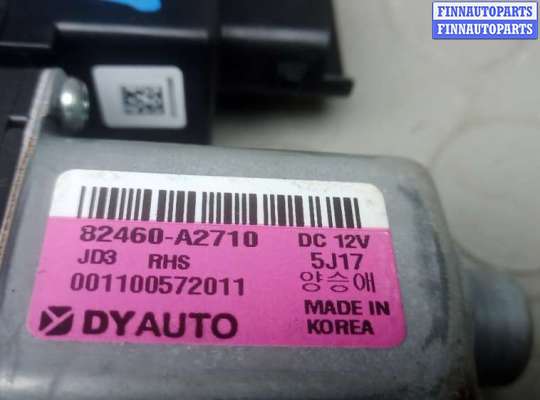 FINNAUTOPARTS
FINNAUTOPARTS
82460-A2710 DC 12V
JD3 RHS 5J17
001100572011 양승애
DYAUTO MADE IN KOREA